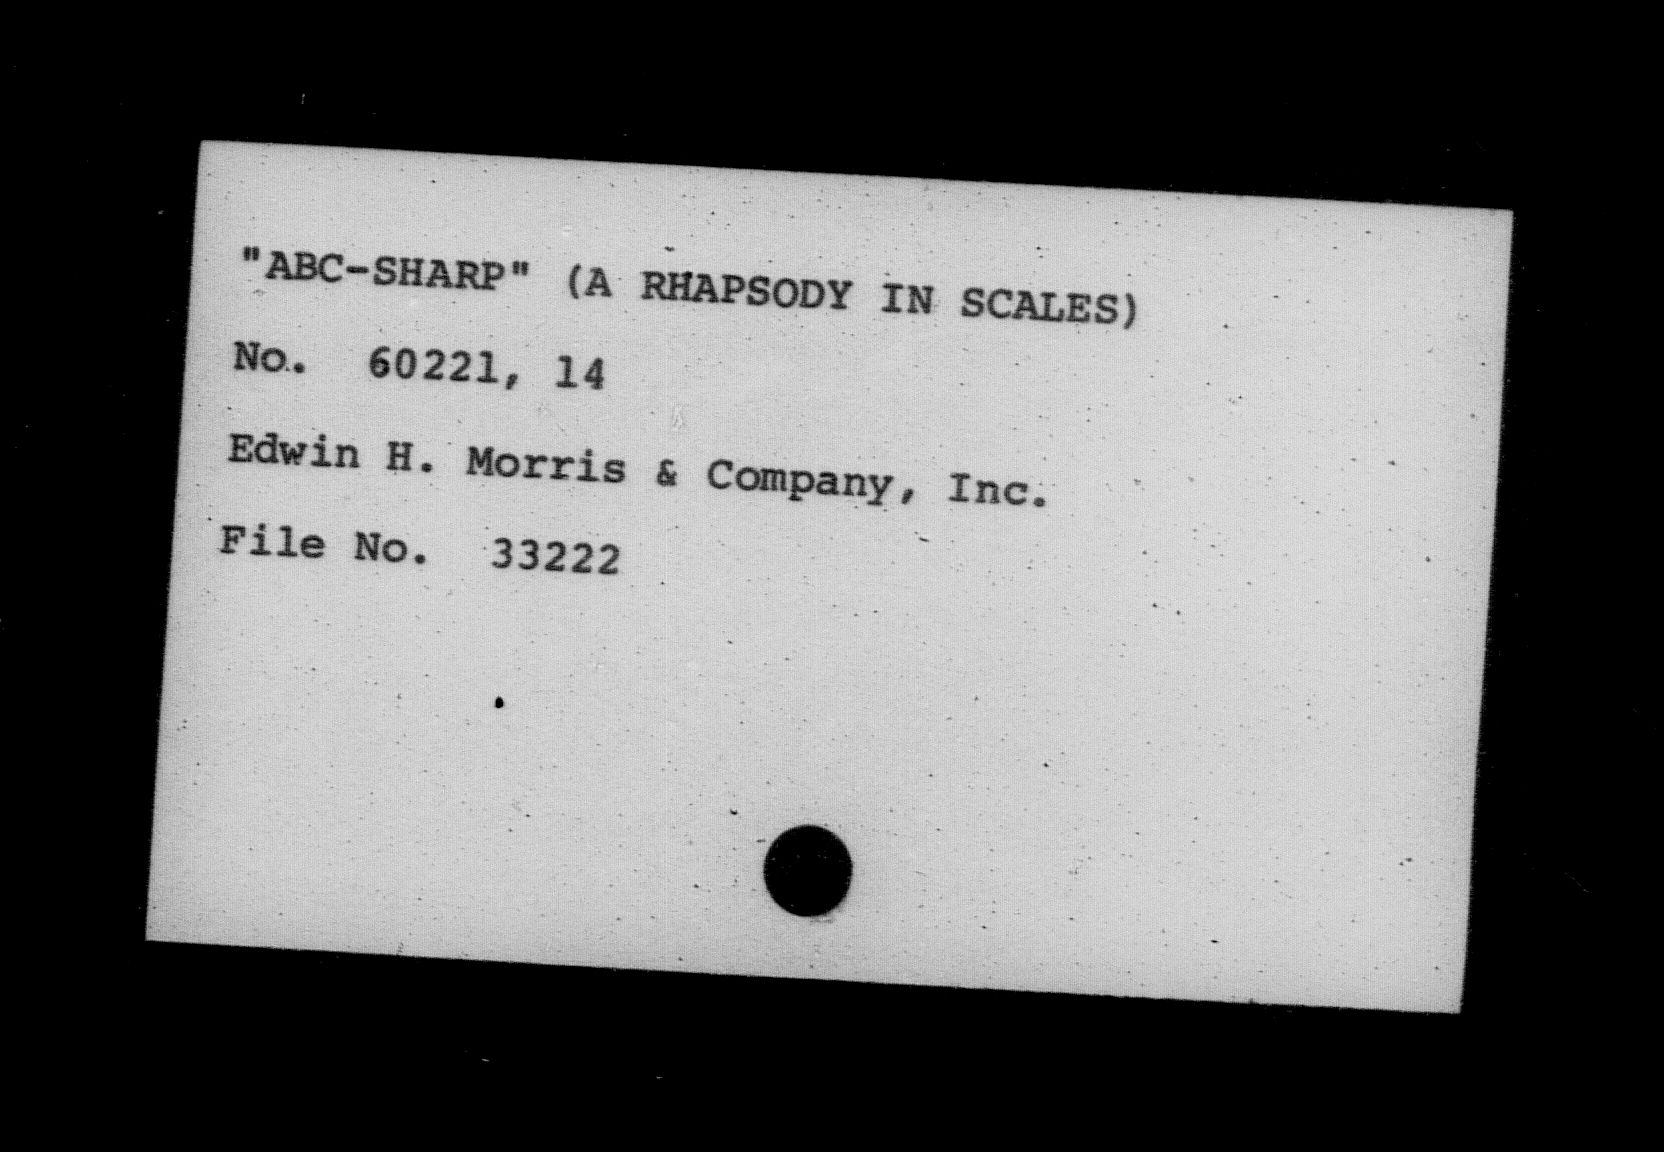 "ABC-SHARP" (A RHAPSODY IN SCALES)
No. 60221, 14
Edwin H. Morris & Company, Inc.
File No. 33222